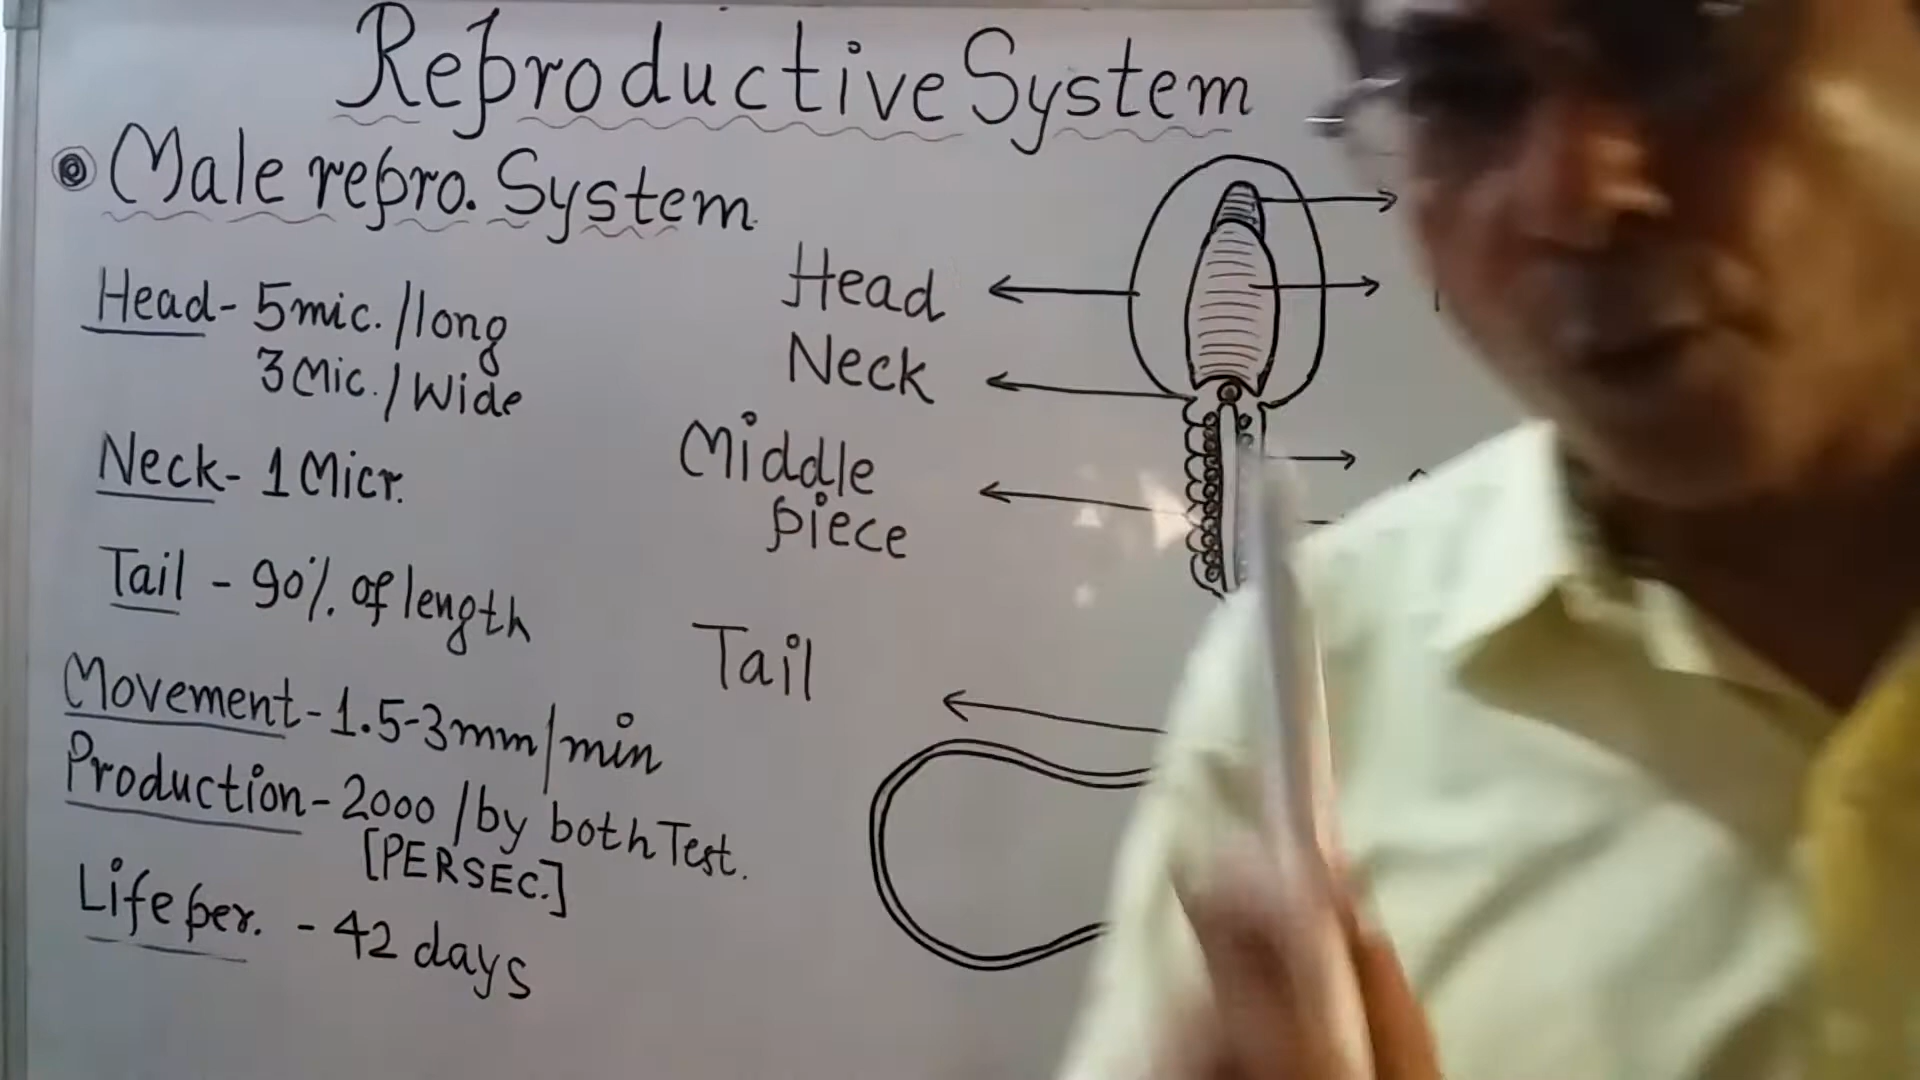 Reproductive System
Male repro. System
Head - 5mic./long
3 Mic./Wide
Neck - 1 Micr.
Tail - 90% of length
Movement - 1.5-3mm/min
Production - 2000 /by both Test.
[PERSEC.]
Life per. - 42 days
Head
Neck
Middle
piece
Tail